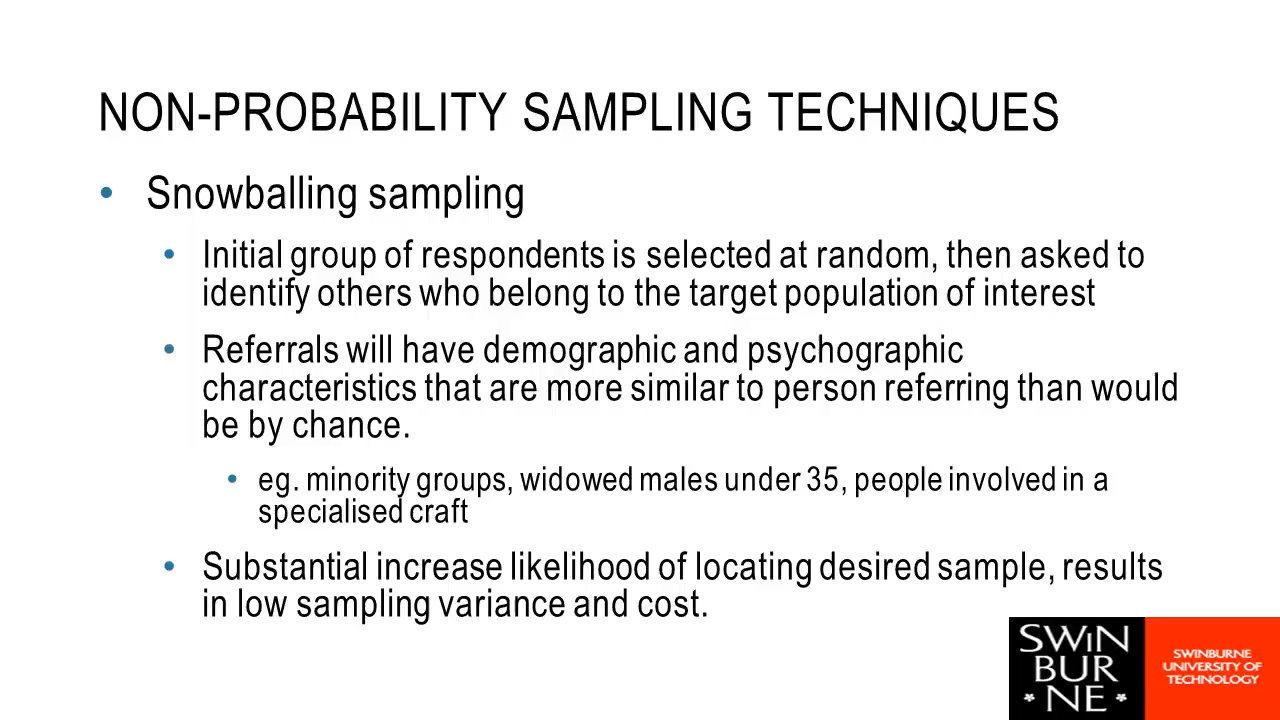 NON-PROBABILITY SAMPLING TECHNIQUES
• Snowballing sampling
• Initial group of respondents is selected at random, then asked to
identify others who belong to the target population of interest
• Referrals will have demographic and psychographic
characteristics that are more similar to person referring than would
be by chance.
• eg. minority groups, widowed males under 35, people involved in a
specialised craft
• Substantial increase likelihood of locating desired sample, results
in low sampling variance and cost.
SWIN
BUR
NE
SWINBURNE
UNIVERSITY OF
TECHNOLOGY